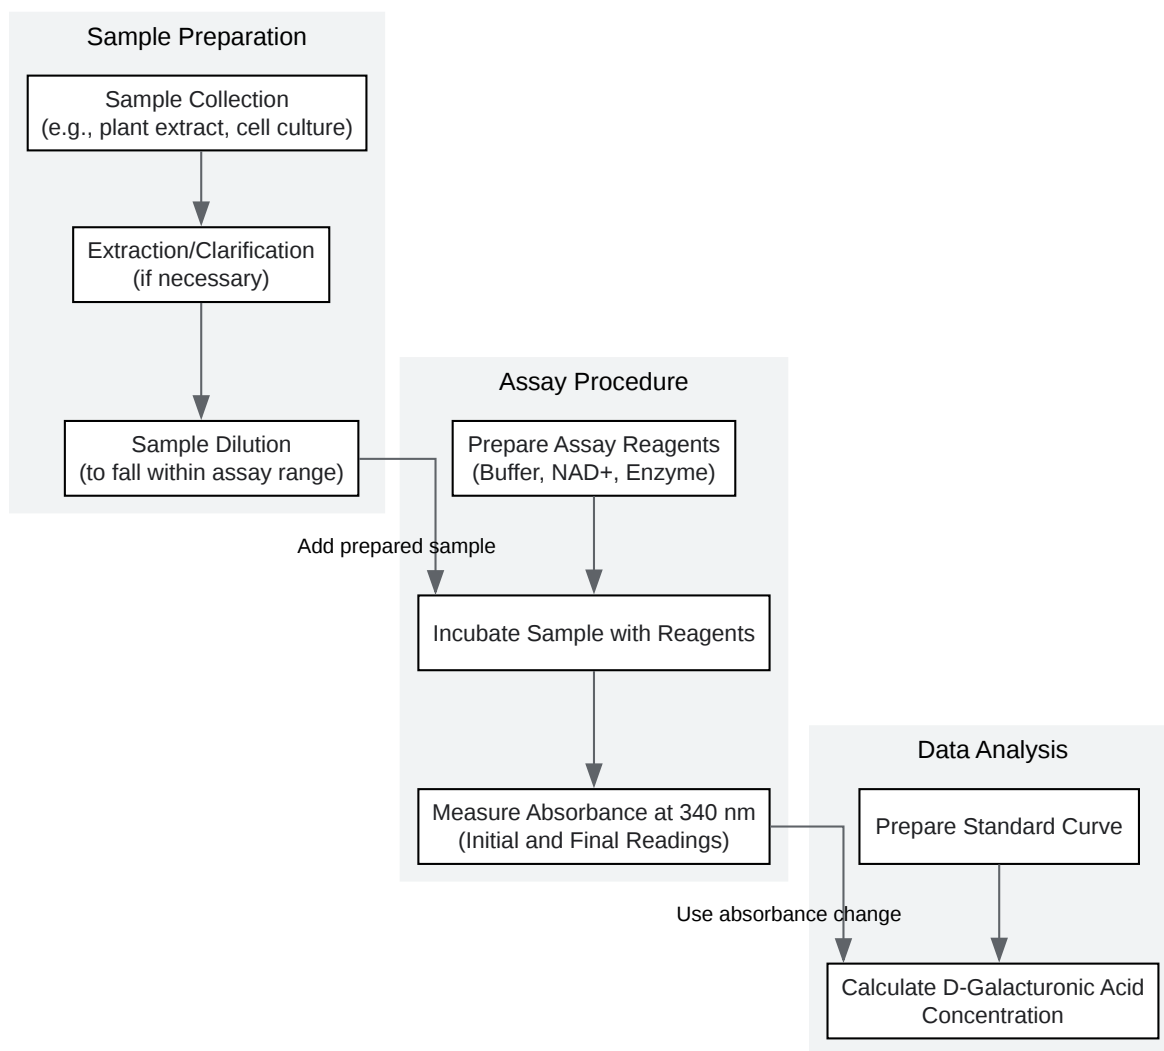 Sample Preparation
Sample Collection
(e.g., plant extract, cell culture)
Extraction/Clarification
(if necessary)
Sample Dilution
(to fall within assay range)
Add prepared sample
Assay Procedure
Prepare Assay Reagents
(Buffer, NAD+, Enzyme)
Incubate Sample with Reagents
Measure Absorbance at 340 nm
(Initial and Final Readings)
Use absorbance change
Data Analysis
Prepare Standard Curve
Calculate D-Galacturonic Acid
Concentration